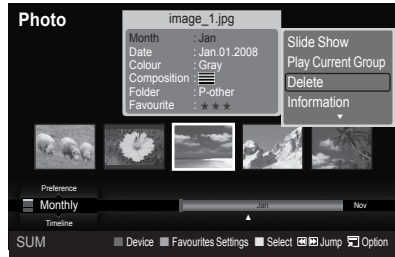 Photo
image_1.jpg
Month : Jan
Date : Jan.01.2008
Colour : Gray
Composition :
Folder : P-other
Favourite : ★ ★ ★
Slide Show
Play Current Group
Delete
Information
Preference
Monthly
Timeline
Jan
Nov
SUM
Device
Favourites Settings
Select
Jump
Option